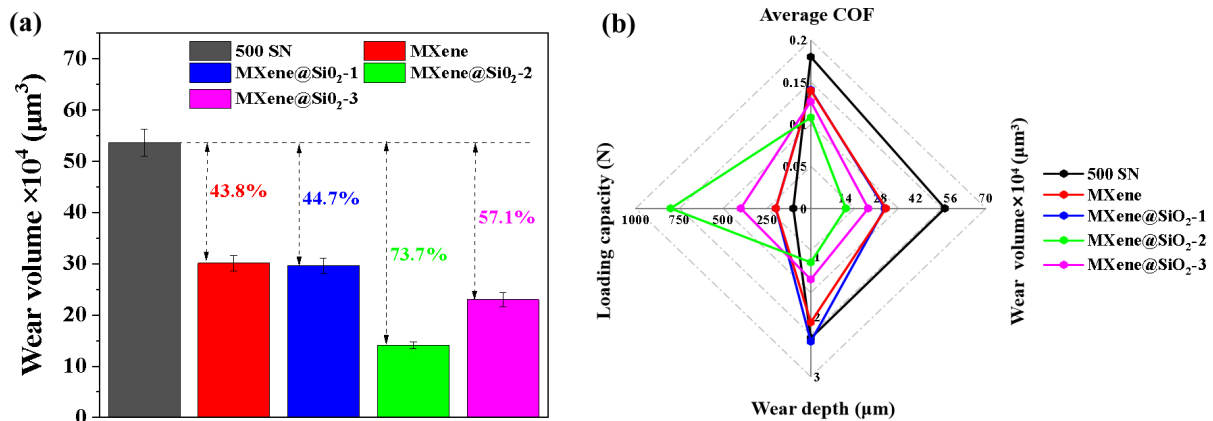 (a)
Wear volume ×10⁴ (μm³)
70
60
50
40
30
20
10
0
500 SN
MXene
MXene@Si0₂-1
MXene@Si0₂-2
MXene@Si0₂-3
43.8%
44.7%
73.7%
57.1%
(b)
Average COF
0.2
0.15
0.1
0.05
0
Loading capacity (N)
1000
750
500
250
14
28
42
56
70
Wear volume×10⁴ (μm³)
1
2
3
Wear depth (μm)
500 SN
MXene
MXene@SiO₂-1
MXene@SiO₂-2
MXene@SiO₂-3